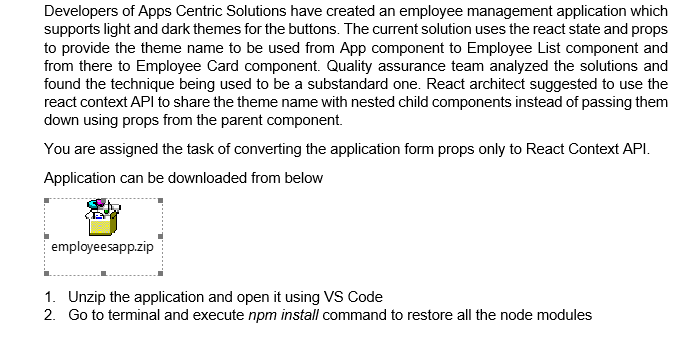 Developers of Apps Centric Solutions have created an employee management application which
supports light and dark themes for the buttons. The current solution uses the react state and props
to provide the theme name to be used from App component to Employee List component and
from there to Employee Card component. Quality assurance team analyzed the solutions and
found the technique being used to be a substandard one. React architect suggested to use the
react context API to share the theme name with nested child components instead of passing them
down using props from the parent component.
You are assigned the task of converting the application form props only to React Context API.
Application can be downloaded from below
employeesapp.zip
1. Unzip the application and open it using VS Code
2. Go to terminal and execute npm install command to restore all the node modules